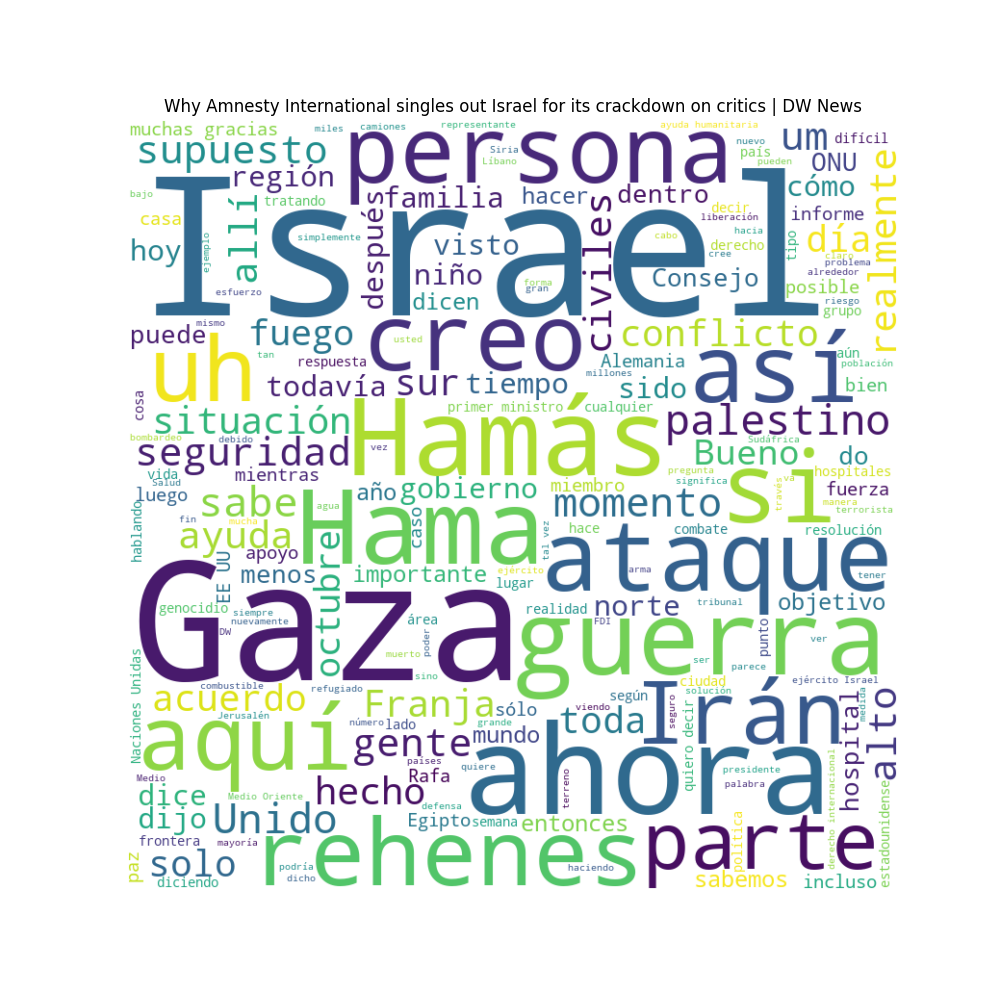 Why Amnesty International singles out Israel for its crackdown on critics | DW News
muchas gracias
miles
camiones
representante
ayuda humanitaria
nuevo
difícil
supuesto
persona
um
Siria
Líbano
país
pueden
ONU
región
bajo
Israel
tratando
familia
hacer
dentro
cómo
realmente
casa
allí
después
civiles
decir
liberación
informe
hoy
ejemplo
simplemente
visto
cabo
hacia
derecho
tipo
día
claro
cree
problema
alrededor
esfuerzo
niño
forma
gran
Consejo
posible
dicen
riesgo
grupo
mismo
puede
fuego
creo
usted
conflicto
así
uh
tan
respuesta
Alemania
millones
aún
población
todavía
sur
tiempo
sido
bien
cosa
situación
Hamás
primer ministro
cualquier
palestino
bombardeo
debido
seguridad
vez
Sudáfrica
Bueno
do
vida
Salud
mientras
pregunta
significa
si
través
va
hospitales
luego
sabe
año
gobierno
miembro
momento
fuerza
manera
terrorista
hablando
fin
mucha
agua
Hama
caso
hace
tal vez
combate
resolución
ayuda
apoyo
octubre
ataque
EE UU
menos
importante
ejército
lugar
arma
tener
genocidio
siempre
nuevamente
DW
Gaza
área
realidad
norte
tribunal
objetivo
FDI
guerra
punto
ver
poder
muerto
ser
parece
Naciones Unidas
combustible
refugiado
sino
ciudad
solución
ejército Israel
acuerdo
Jerusalén
Franja
sólo
según
viendo
seguro
Irán
medida
alto
aquí
número
lado
grande
toda
quiero decir
hospital
gente
países
mundo
ahora
Medio
Rafa
quiere
terreno
presidente
palabra
dice
Medio Oriente
hecho
defensa
derecho internacional
estadounidense
dijo
Unido
Egipto
semana
entonces
política
frontera
mayoría
rehenes
parte
paz
solo
podría
dicho
haciendo
diciendo
sabemos
incluso